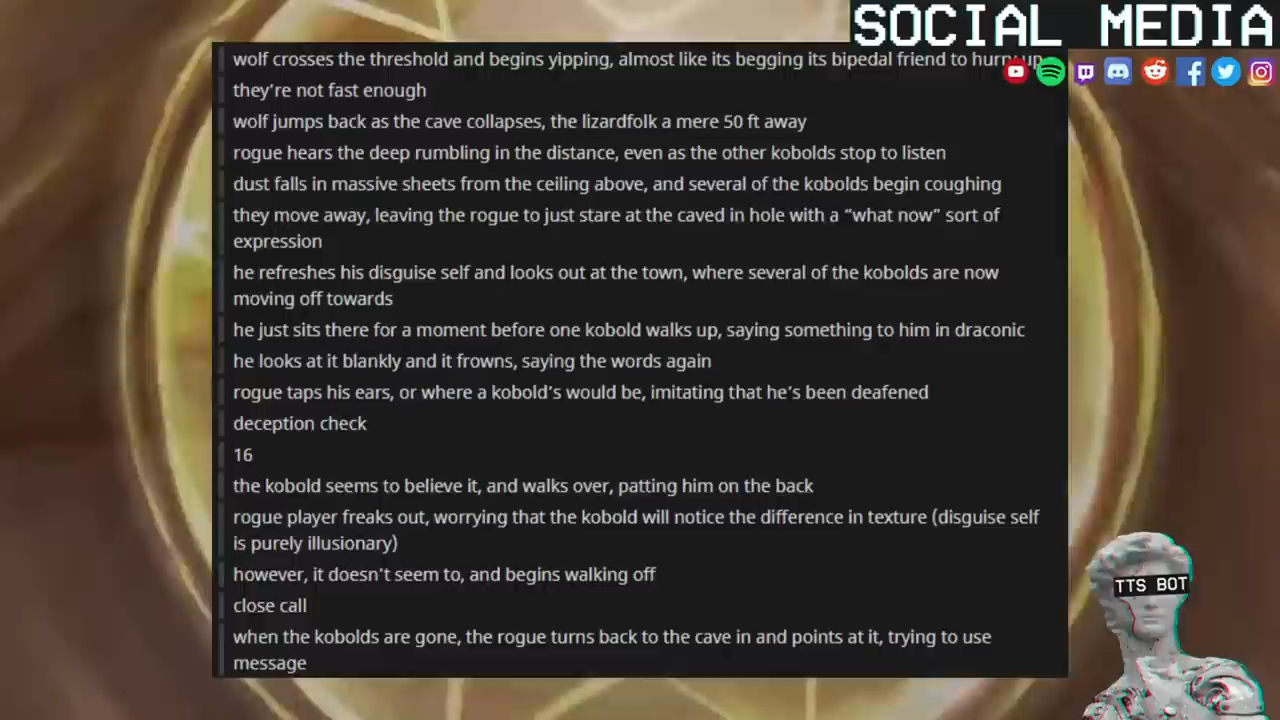 SOCIAL MEDIA
wolf crosses the threshold and begins yipping, almost like its begging its bipedal friend to hurry up
they’re not fast enough
wolf jumps back as the cave collapses, the lizardfolk a mere 50 ft away
rogue hears the deep rumbling in the distance, even as the other kobolds stop to listen
dust falls in massive sheets from the ceiling above, and several of the kobolds begin coughing
they move away, leaving the rogue to just stare at the caved in hole with a “what now” sort of
expression
he refreshes his disguise self and looks out at the town, where several of the kobolds are now
moving off towards
he just sits there for a moment before one kobold walks up, saying something to him in draconic
he looks at it blankly and it frowns, saying the words again
rogue taps his ears, or where a kobold’s would be, imitating that he’s been deafened
deception check
16
the kobold seems to believe it, and walks over, patting him on the back
rogue player freaks out, worrying that the kobold will notice the difference in texture (disguise self
is purely illusionary)
however, it doesn’t seem to, and begins walking off
close call
when the kobolds are gone, the rogue turns back to the cave in and points at it, trying to use
message
TTS BOT